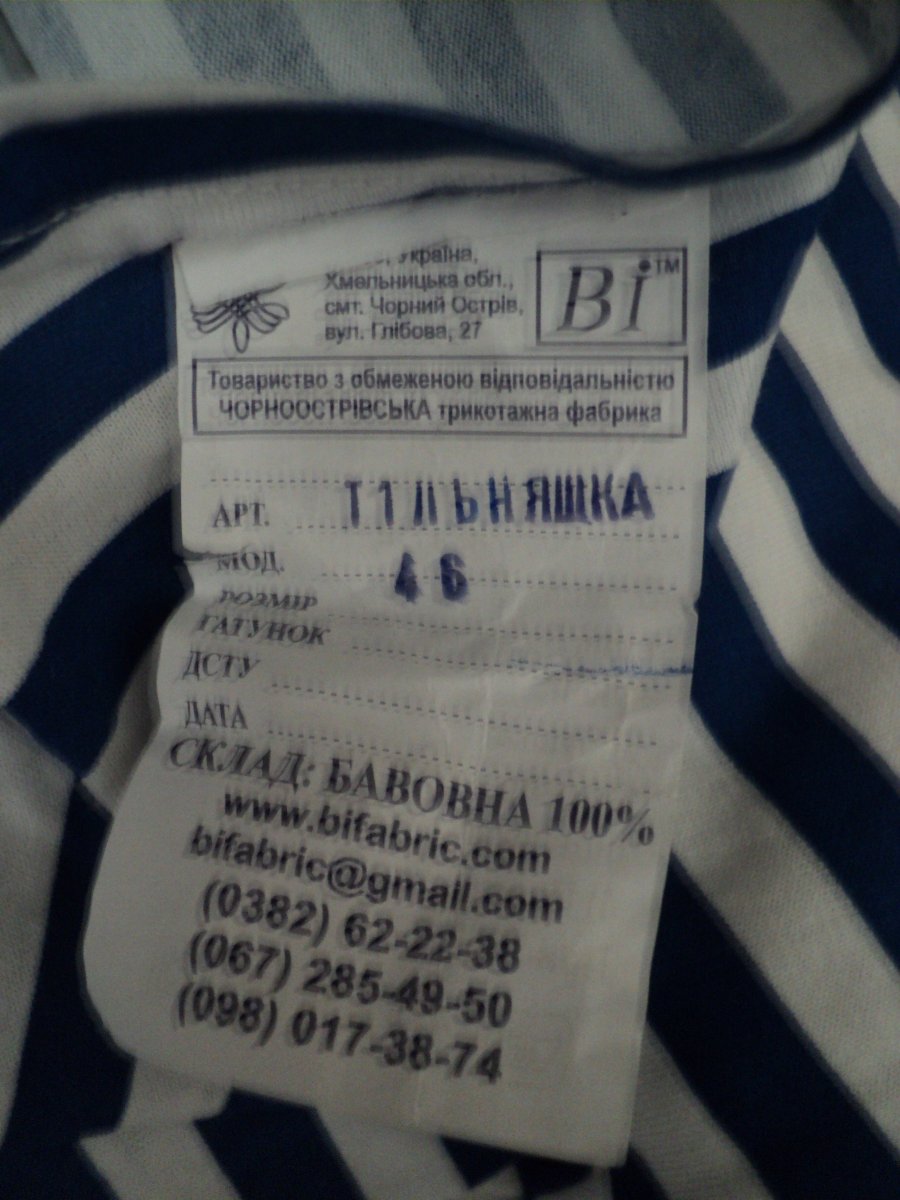 Україна,
Хмельницька обл.,
смт. Чорний Острів,
вул. Глібова, 27
Ві™
Товариство з обмеженою відповідальністю
ЧОРНООСТРІВСЬКА трикотажна фабрика
АРТ. Т1ЛЬНЯШКА
МОД. 46
РОЗМІР
ГАТУНОК
ДСТУ
ДАТА
СКЛАД: БАВОВНА 100%
www.bifabric.com
bifabric@gmail.com
(0382) 62-22-38
(067) 285-49-50
(098) 017-38-74